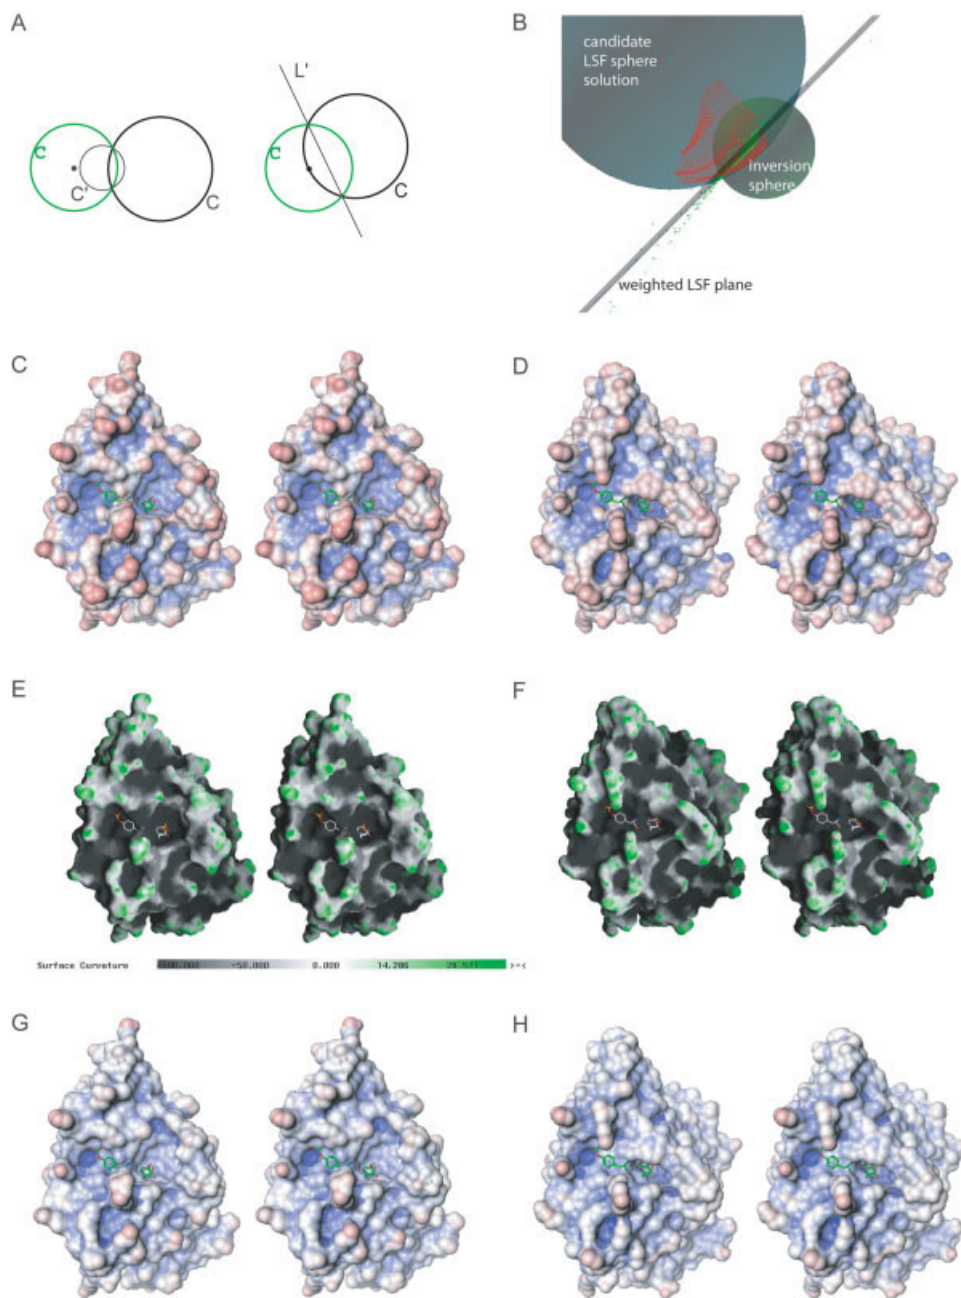 A
L'
C
C'
C
C
C
B
candidate
LSF sphere
solution
inversion
sphere
weighted LSF plane
C
D
E
F
Surface Curvature
-50.000
0.000
14.286
G
H